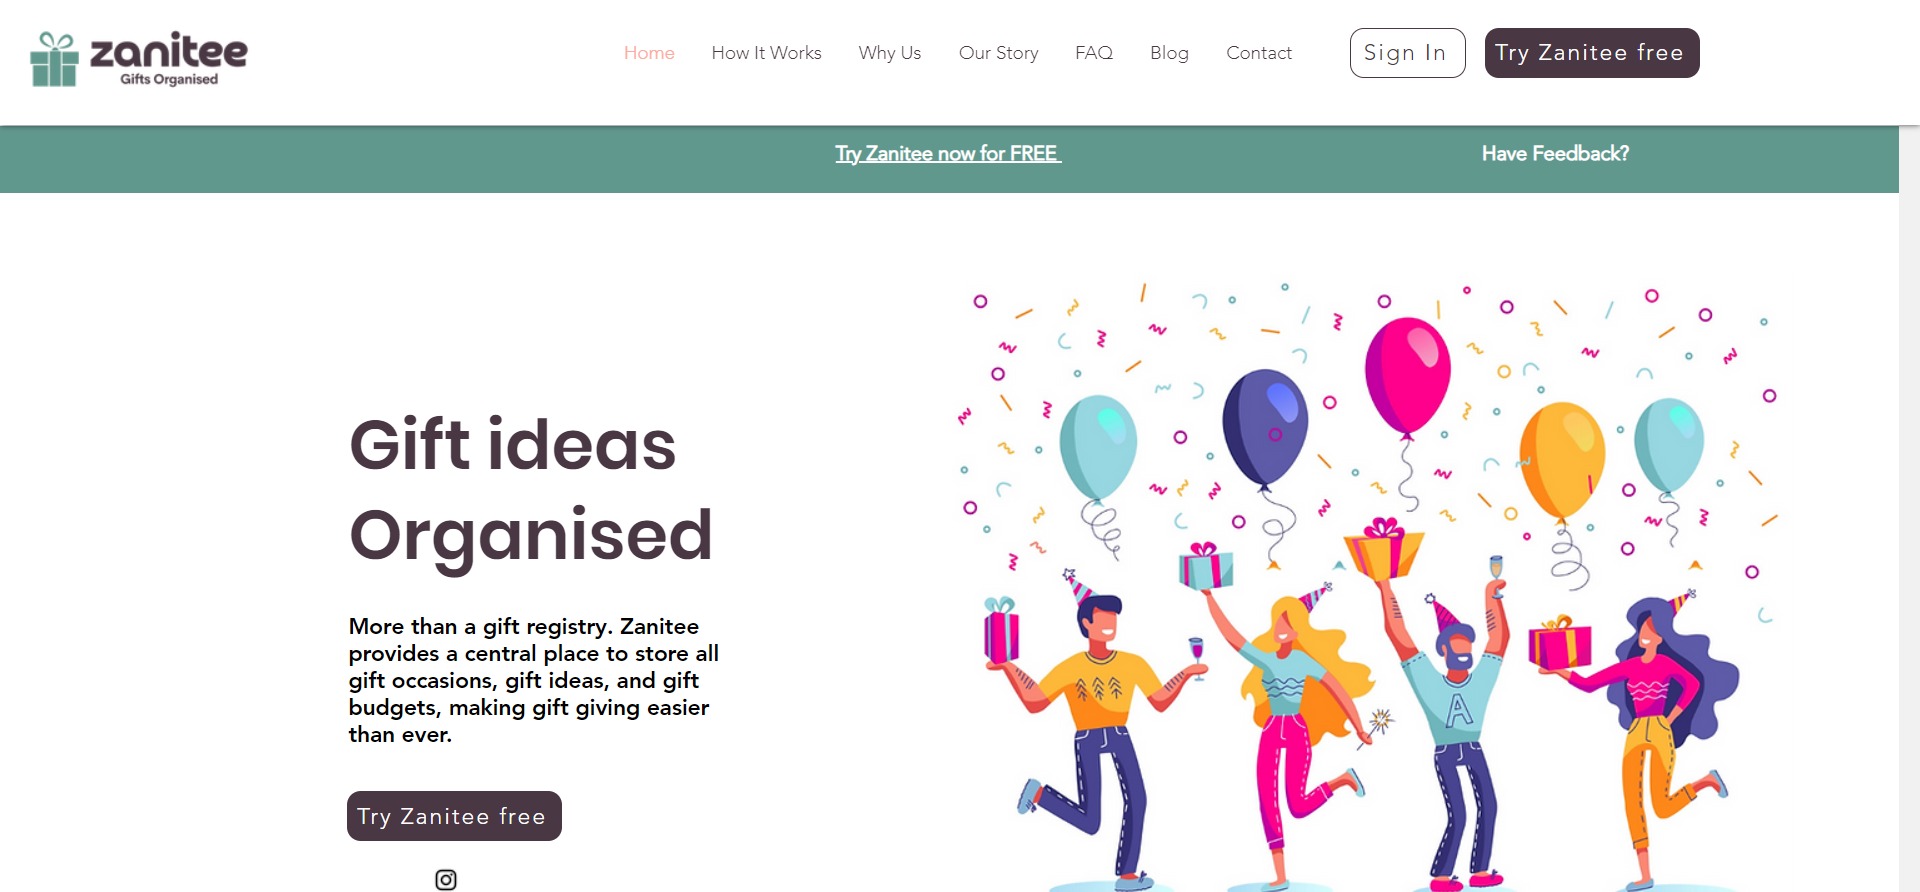 zanitee
Gifts Organised
Home How It Works Why Us Our Story FAQ Blog Contact Sign In Try Zanitee free
Try Zanitee now for FREE Have Feedback?
Gift ideas
Organised
More than a gift registry. Zanitee
provides a central place to store all
gift occasions, gift ideas, and gift
budgets, making gift giving easier
than ever.
Try Zanitee free
A